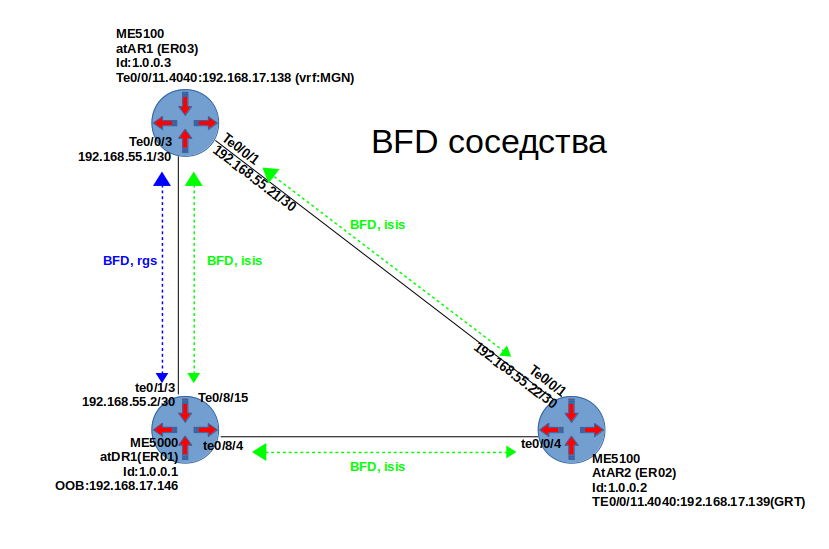 ME5100
atAR1 (ER03)
Id:1.0.0.3
Te0/0/11.4040:192.168.17.138 (vrf:MGN)
BFD соседства
Te0/0/3
192.168.55.1/30
Te0/0/1
192.168.55.21/30
BFD, isis
BFD, rgs
BFD, isis
192.168.55.22/30
Te0/0/1
te0/1/3
192.168.55.2/30
Te0/8/15
ME5000
atDR1(ER01)
Id:1.0.0.1
OOB:192.168.17.146
te0/8/4
BFD, isis
te0/0/4
ME5100
AtAR2 (ER02)
Id:1.0.0.2
TE0/0/11.4040:192.168.17.139(GRT)